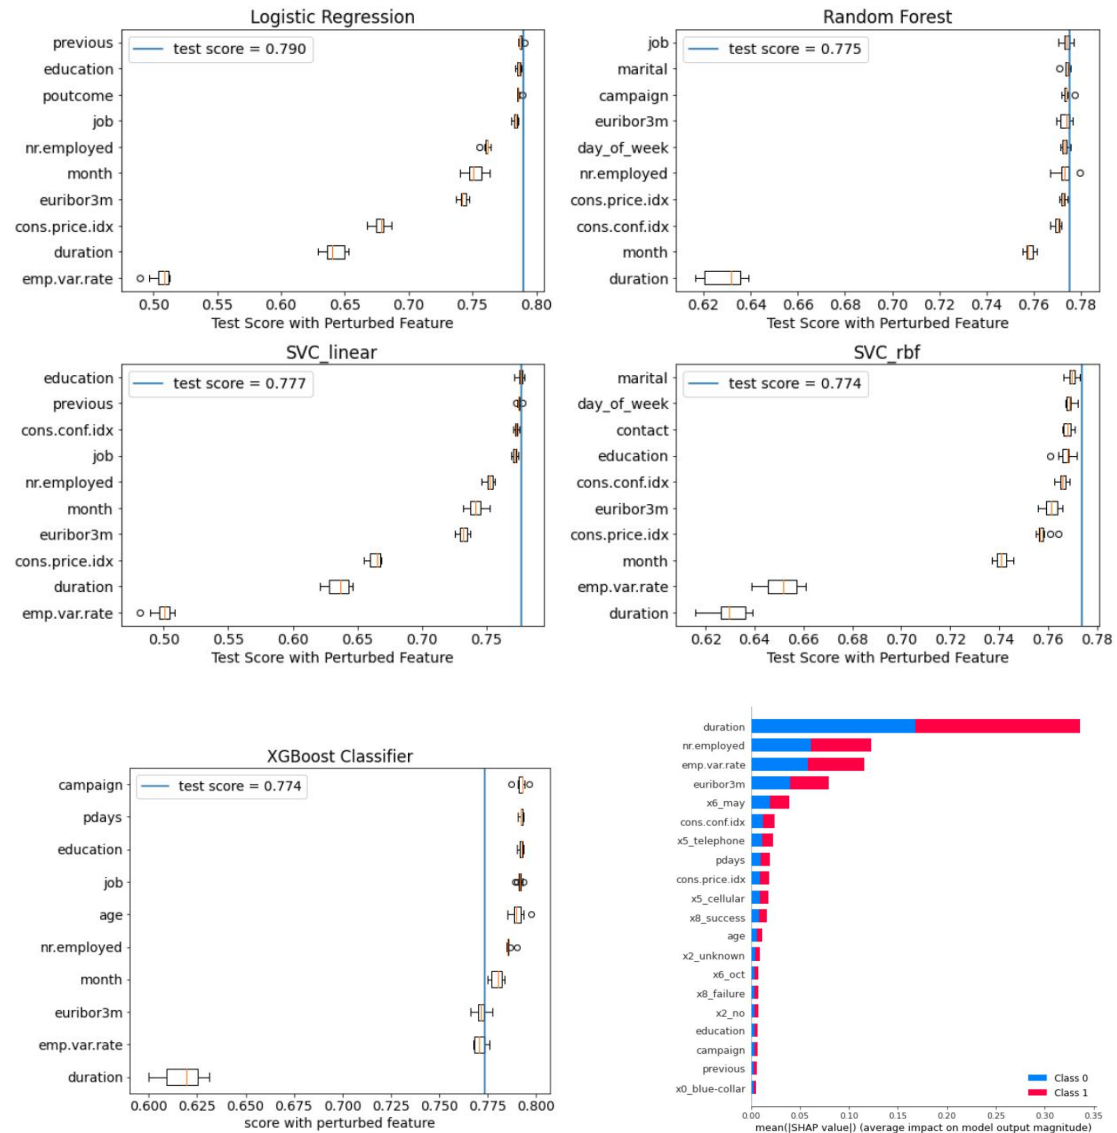 Logistic Regression
test score = 0.790
previous
education
poutcome
job
nr.employed
month
euribor3m
cons.price.idx
duration
emp.var.rate
0.50 0.55 0.60 0.65 0.70 0.75 0.80
Test Score with Perturbed Feature
Random Forest
test score = 0.775
job
marital
campaign
euribor3m
day_of_week
nr.employed
cons.price.idx
cons.conf.idx
month
duration
0.62 0.64 0.66 0.68 0.70 0.72 0.74 0.76 0.78
Test Score with Perturbed Feature
SVC_linear
test score = 0.777
education
previous
cons.conf.idx
job
nr.employed
month
euribor3m
cons.price.idx
duration
emp.var.rate
0.50 0.55 0.60 0.65 0.70 0.75
Test Score with Perturbed Feature
SVC_rbf
test score = 0.774
marital
day_of_week
contact
education
cons.conf.idx
euribor3m
cons.price.idx
month
emp.var.rate
duration
0.62 0.64 0.66 0.68 0.70 0.72 0.74 0.76 0.78
Test Score with Perturbed Feature
XGBoost Classifier
test score = 0.774
campaign
pdays
education
job
age
nr.employed
month
euribor3m
emp.var.rate
duration
0.600 0.625 0.650 0.675 0.700 0.725 0.750 0.775 0.800
score with perturbed feature
duration
nr.employed
emp.var.rate
euribor3m
x6_may
cons.conf.idx
x5_telephone
pdays
cons.price.idx
x5_cellular
x8_success
age
x2_unknown
x6_oct
x8_failure
x2_no
education
campaign
previous
x0_blue-collar
Class 0
Class 1
0.00 0.05 0.10 0.15 0.20 0.25 0.30 0.35
mean(|SHAP value|) (average impact on model output magnitude)